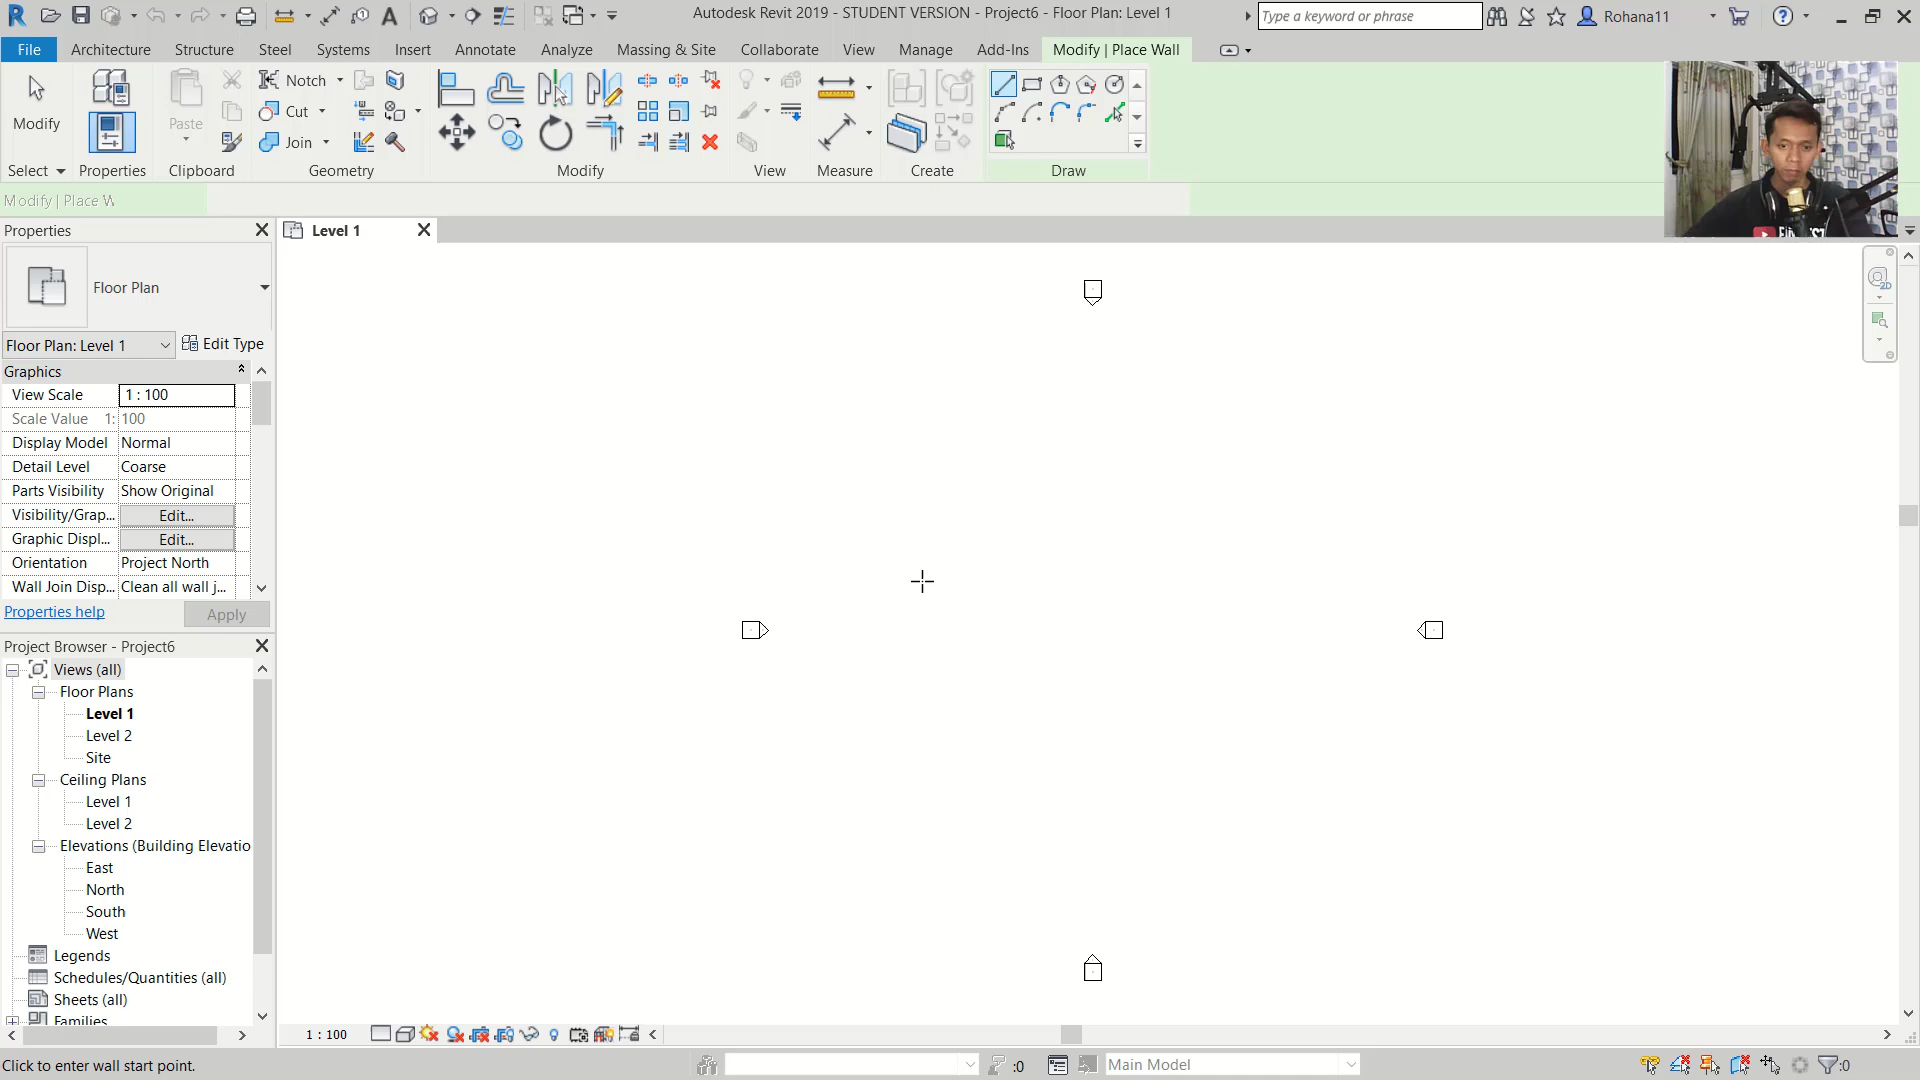 Autodesk Revit 2019 - STUDENT VERSION - Project6 - Floor Plan: Level 1
Type a keyword or phrase
Rohana11
File
Architecture
Structure
Steel
Systems
Insert
Annotate
Analyze
Massing & Site
Collaborate
View
Manage
Add-Ins
Modify | Place Wall
Modify
Paste
Notch
Cut
Join
Select
Properties
Clipboard
Geometry
Modify
View
Measure
Create
Draw
Modify | Place W
Properties
Level 1
Floor Plan
Floor Plan: Level 1
Edit Type
Graphics
View Scale 1 : 100
Scale Value 1: 100
Display Model Normal
Detail Level Coarse
Parts Visibility Show Original
Visibility/Grap... Edit...
Graphic Displ... Edit...
Orientation Project North
Wall Join Disp... Clean all wall j...
Properties help
Apply
Project Browser - Project6
Views (all)
Floor Plans
Level 1
Level 2
Site
Ceiling Plans
Level 1
Level 2
Elevations (Building Elevatio
East
North
South
West
Legends
Schedules/Quantities (all)
Sheets (all)
Families
1 : 100
Click to enter wall start point.
:0
Main Model
:0
2D